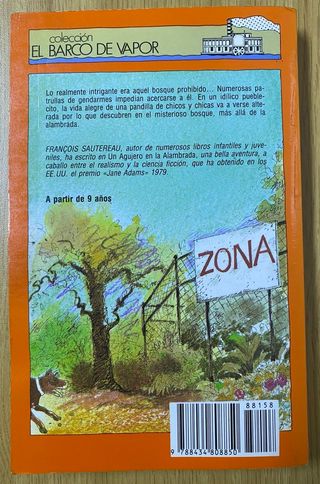 colección
EL BARCO DE VAPOR
Lo realmente intrigante era aquel bosque prohibido... Numerosas pa-
trullas de gendarmes impedían acercarse a él. En un idílico pueble-
cito, la vida alegre de una pandilla de chicos y chicas va a verse alte-
rada por lo que descubren en el misterioso bosque, más allá de la
alambrada.
FRANÇOIS SAUTEREAU, autor de numerosos libros infantiles y juve-
niles, ha escrito en Un Agujero en la Alambrada, una bella aventura, a
caballo entre el realismo y la ciencia ficción, que ha obtenido en los
EE.UU. el premio «Jane Adams» 1979.
A partir de 9 años
ZONA
88158
9 788434 808850